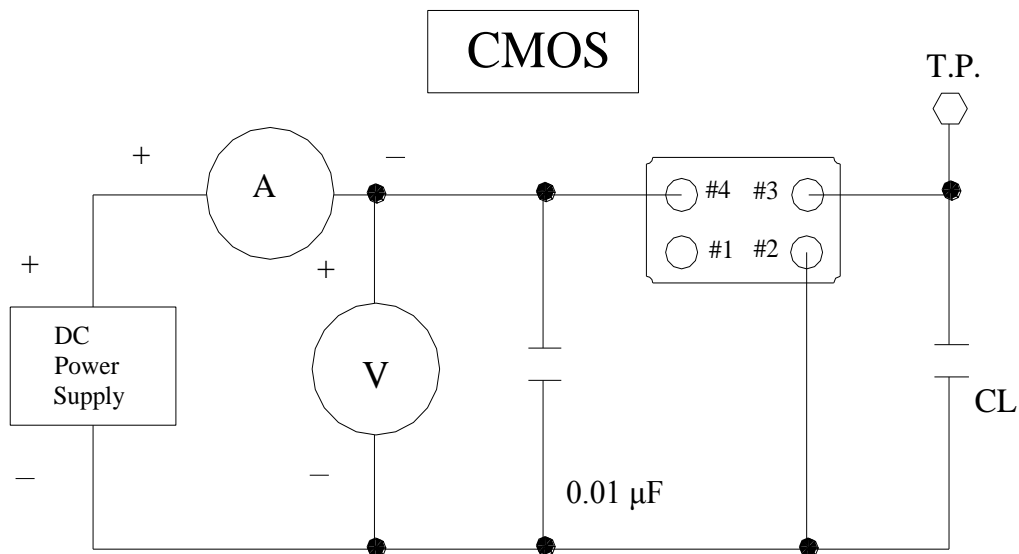 CMOS
T.P.
+
–
A
#4 #3
#1 #2
+
+
DC
Power
Supply
V
CL
–
–
0.01 μF